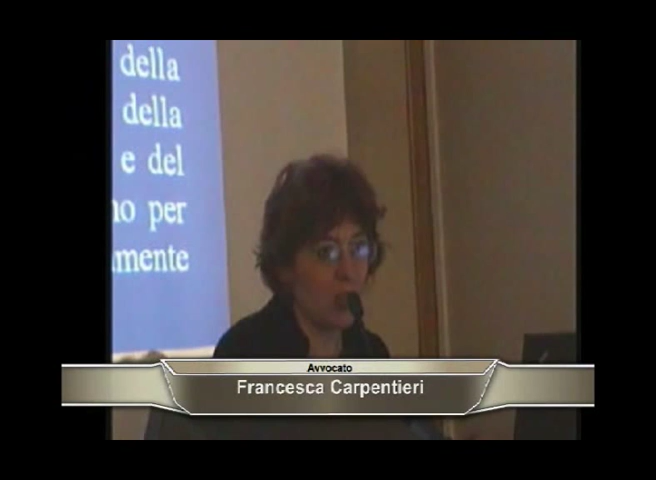 della
della
e del
no per
mente
Avvocato
Francesca Carpentieri